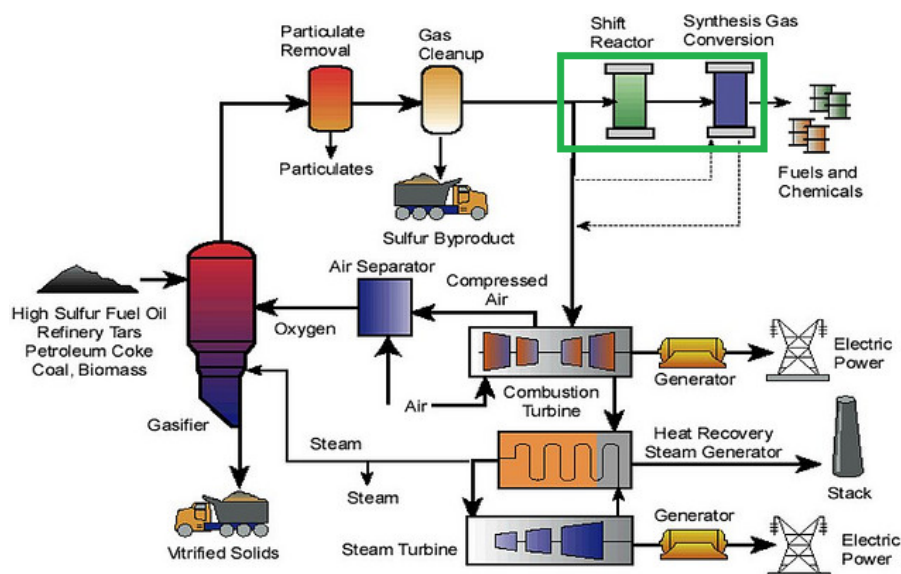 Particulate
Removal
Gas
Cleanup
Shift
Reactor
Synthesis Gas
Conversion
Particulates
Sulfur Byproduct
Fuels and
Chemicals
High Sulfur Fuel Oil
Refinery Tars
Petroleum Coke
Coal, Biomass
Air Separator
Compressed
Air
Oxygen
Gasifier
Air
Combustion
Turbine
Generator
Electric
Power
Steam
Steam
Heat Recovery
Steam Generator
Stack
Vitrified Solids
Steam Turbine
Generator
Electric
Power